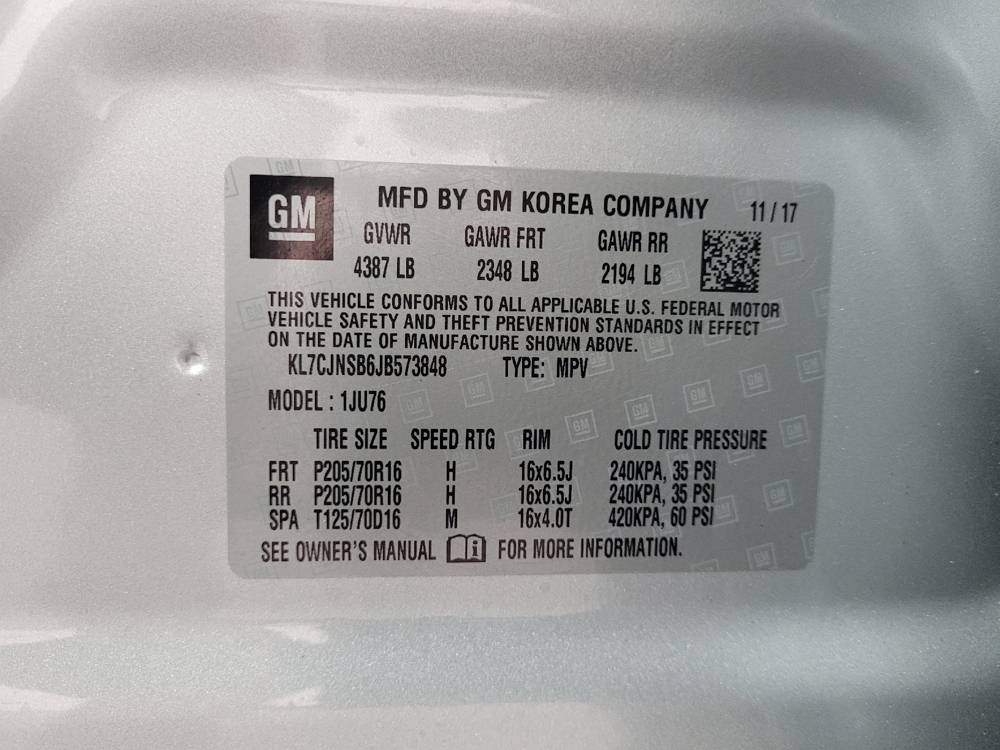 GM
MFD BY GM KOREA COMPANY 11 / 17
GVWR GAWR FRT GAWR RR
4387 LB 2348 LB 2194 LB
THIS VEHICLE CONFORMS TO ALL APPLICABLE U.S. FEDERAL MOTOR
VEHICLE SAFETY AND THEFT PREVENTION STANDARDS IN EFFECT
ON THE DATE OF MANUFACTURE SHOWN ABOVE.
KL7CJNSB6JB573848 TYPE: MPV
MODEL : 1JU76
TIRE SIZE SPEED RTG RIM COLD TIRE PRESSURE
FRT P205/70R16 H 16x6.5J 240KPA, 35 PSI
RR P205/70R16 H 16x6.5J 240KPA, 35 PSI
SPA T125/70D16 M 16x4.0T 420KPA, 60 PSI
SEE OWNER'S MANUAL FOR MORE INFORMATION.